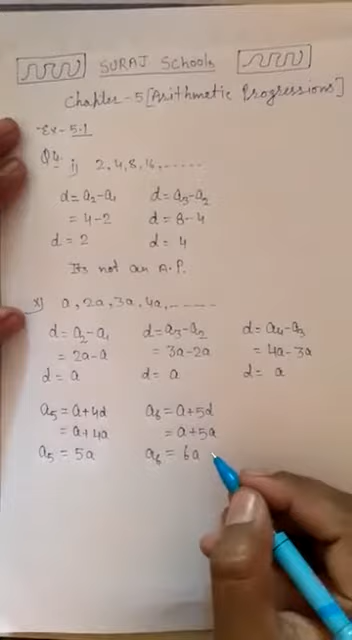 SURAJ Schools
Chapter-5 [Arithmetic Progressions]
Ex-5.1
Q4. i) 2, 4, 8, 16, -----
d = a₂-a₁ d = a₃-a₂
= 4-2 d = 8-4
d = 2 d = 4
Its not an A.P.
x) a, 2a, 3a, 4a, -----
d = a₂-a₁ d = a₃-a₂ d = a₄-a₃
= 2a-a = 3a-2a = 4a-3a
d = a d = a d = a
a₅ = a+4d a₆ = a+5d
= a+4a = a+5a
a₅ = 5a a₆ = 6a